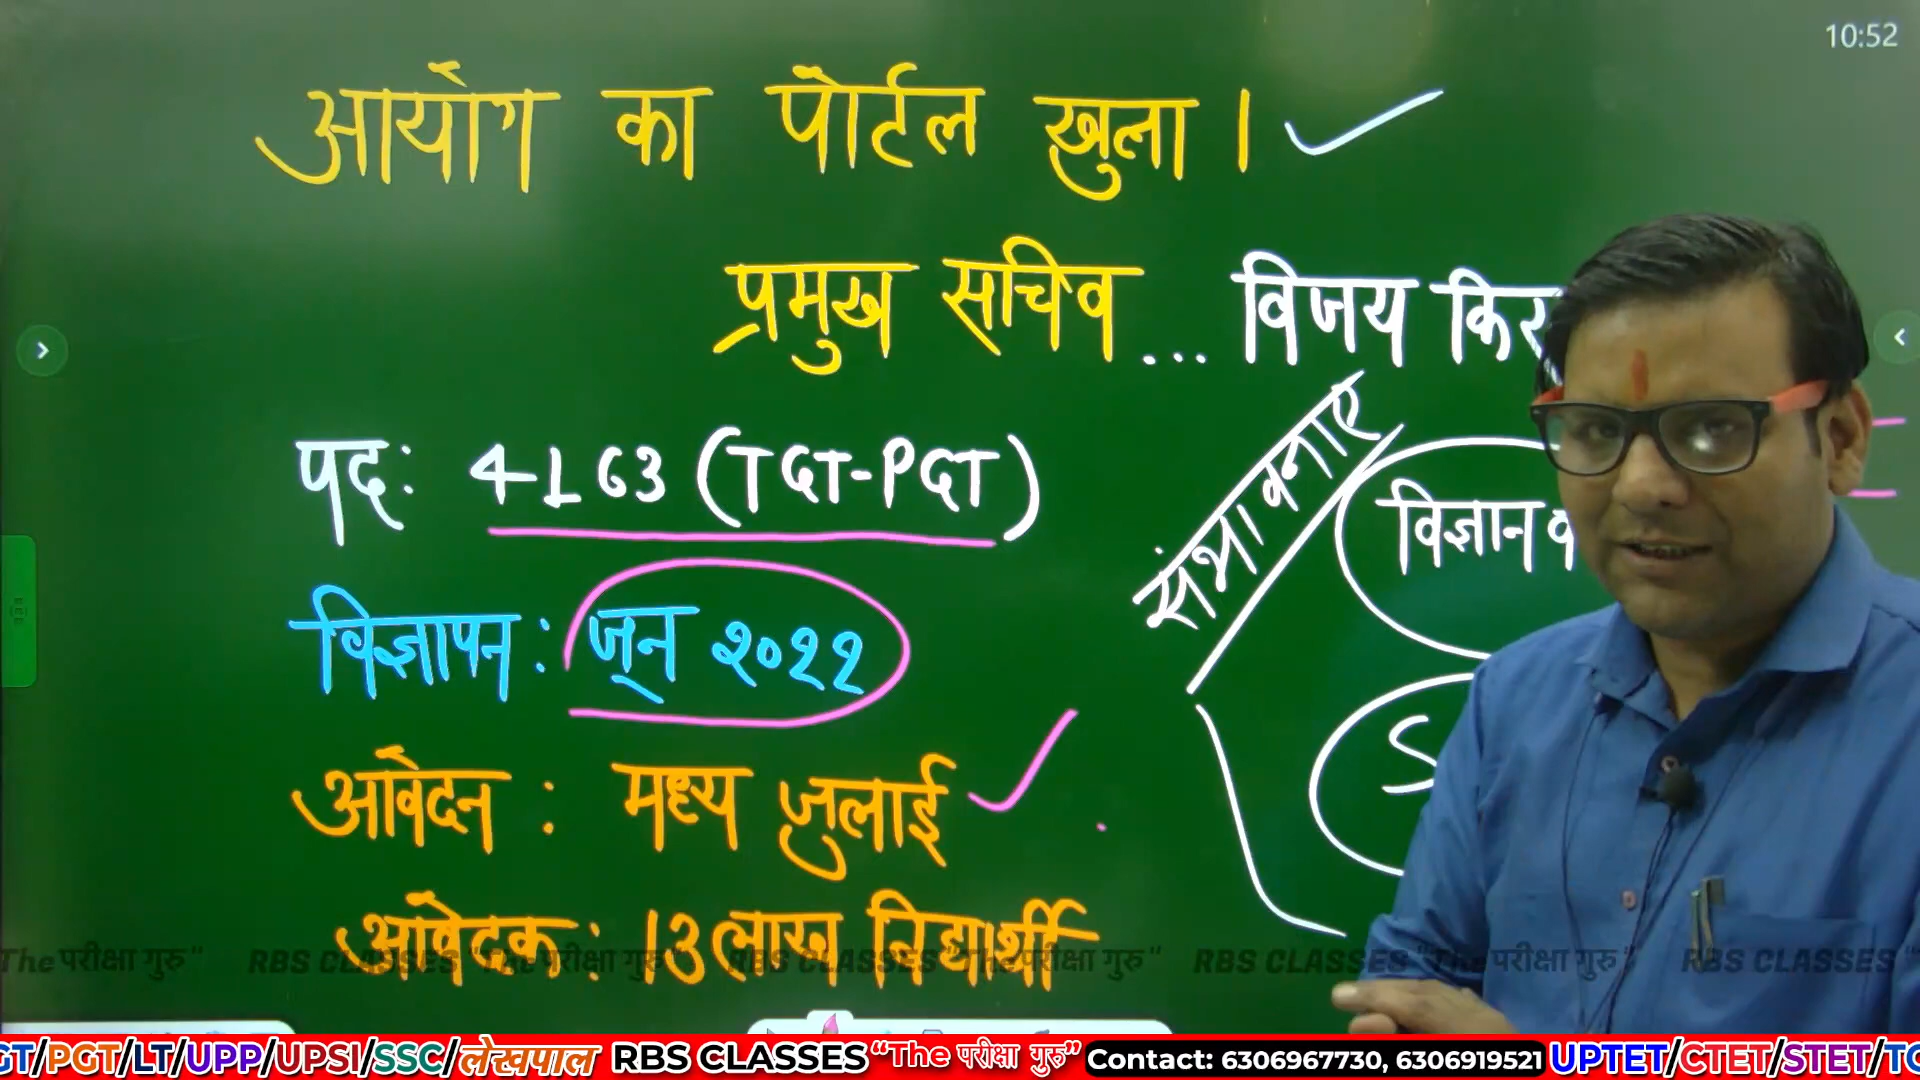 10:52
आयोग का पोर्टल खुला ।
प्रमुख सचिव ... विजय
पद: 4163 (TGT-PGT)
संभावनाए
विज्ञान
विज्ञापन : जून २०२२
आवेदन : मध्य जुलाई
आवेदक : 13 लाख विद्यार्थी
The परीक्षा गुरु" RBS CLASSES "The परीक्षा गुरु" RBS CLASSES "The परीक्षा गुरु" RBS CLASSES "The परीक्षा गुरु" RBS CLASSES "
GT/PGT/LT/UPP/UPSI/SSC/लेखपाल RBS CLASSES “The परीक्षा गुरु” Contact: 6306967730, 6306919521 UPTET/CTET/STET/TG